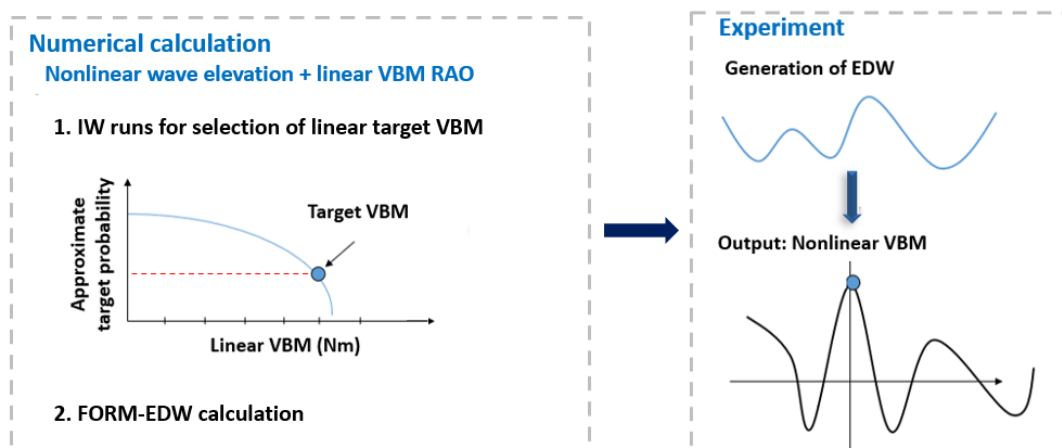 Numerical calculation
Nonlinear wave elevation + linear VBM RAO
1. IW runs for selection of linear target VBM
Approximate
target probability
Target VBM
Linear VBM (Nm)
2. FORM-EDW calculation
Experiment
Generation of EDW
Output: Nonlinear VBM